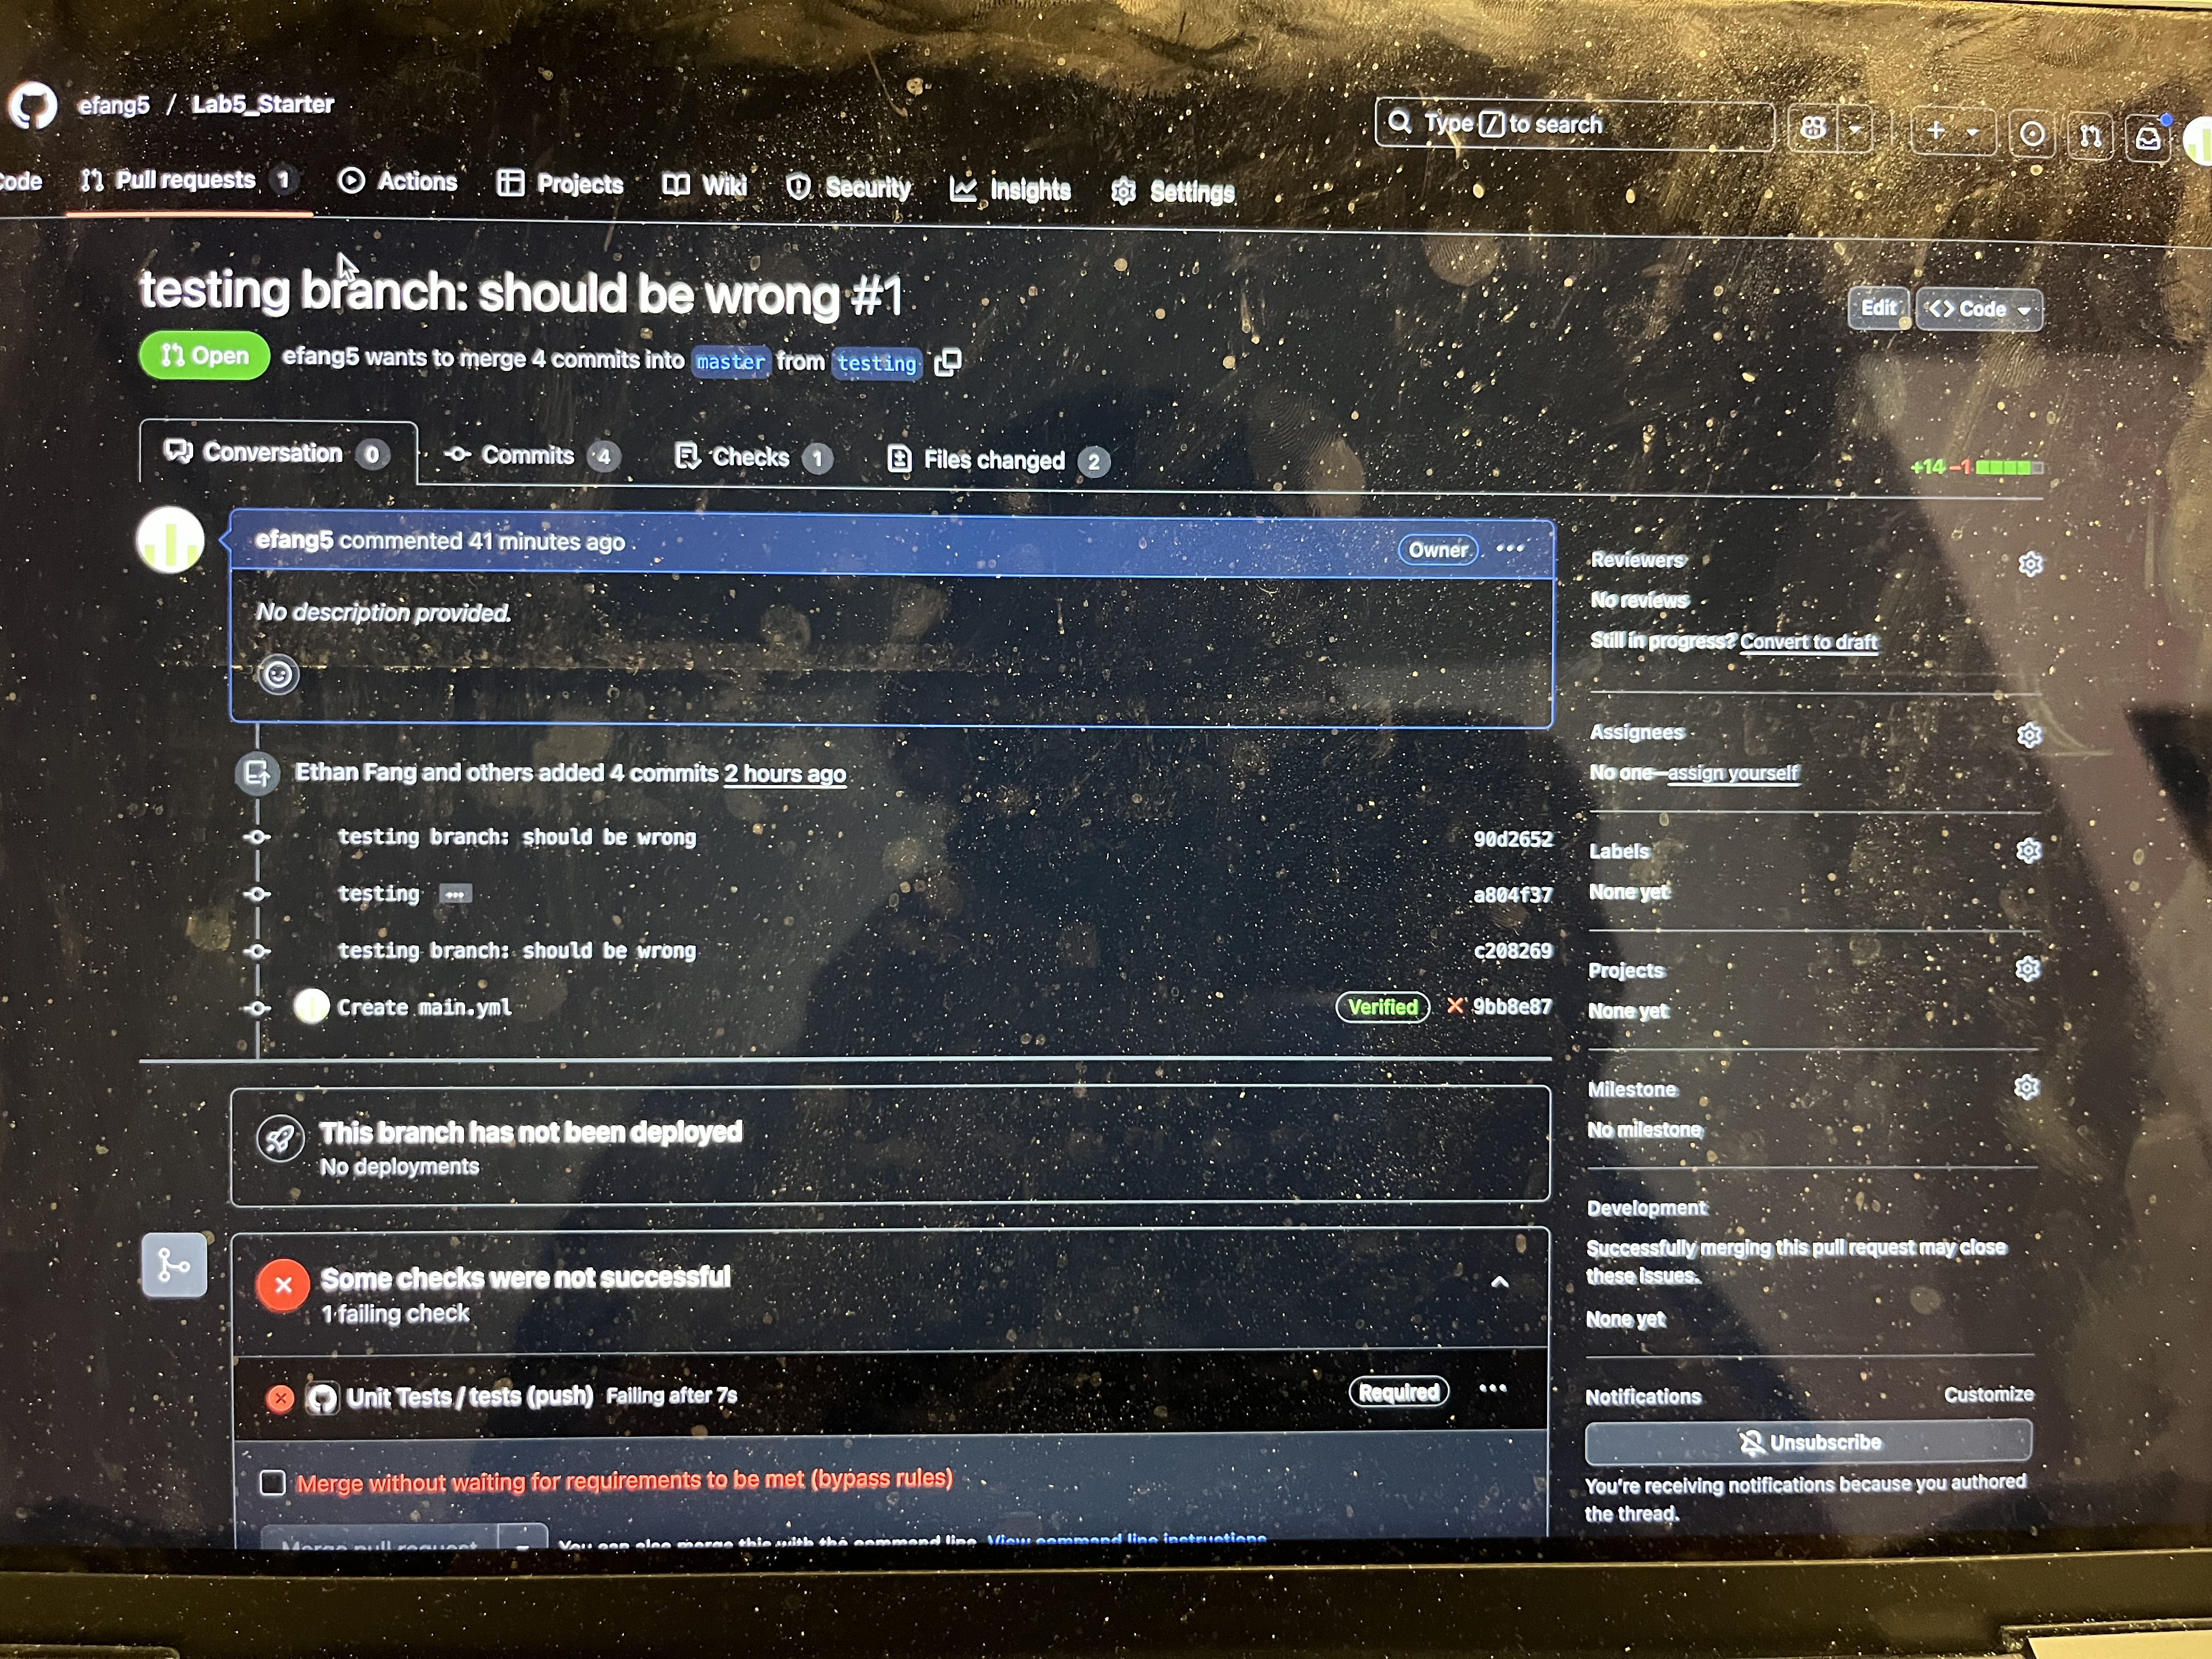 efang5 / Lab5_Starter
Type / to search
Code
Pull requests 1
Actions
Projects
Wiki
Security
Insights
Settings
testing branch: should be wrong #1
Edit
<> Code
Open
efang5 wants to merge 4 commits into master from testing
Conversation 0
Commits 4
Checks 1
Files changed 2
+14 −1
efang5 commented 41 minutes ago
Owner
No description provided.
Ethan Fang and others added 4 commits 2 hours ago
testing branch: should be wrong 90d2652
testing a804f37
testing branch: should be wrong c208269
Create main.yml Verified 9bb8e87
This branch has not been deployed
No deployments
Some checks were not successful
1 failing check
Unit Tests / tests (push) Failing after 7s Required
Merge without waiting for requirements to be met (bypass rules)
Merge pull request
You can also merge this with the command line. View command line instructions
Reviewers
No reviews
Still in progress? Convert to draft
Assignees
No one—assign yourself
Labels
None yet
Projects
None yet
Milestone
No milestone
Development
Successfully merging this pull request may close
these issues.
None yet
Notifications
Customize
Unsubscribe
You're receiving notifications because you authored
the thread.